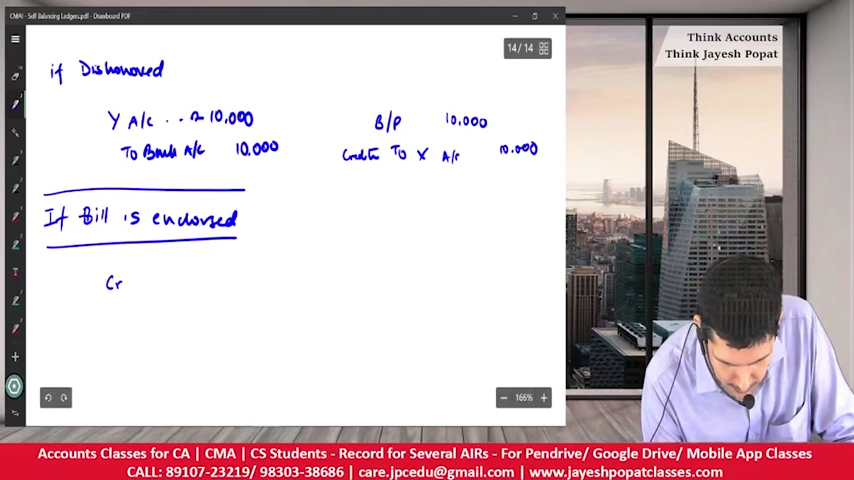 CMAI - Self Balancing Ledgers.pdf - Drawboard PDF
14 / 14
Think Accounts
Think Jayesh Popat
if Dishonoured
Y A/c 10,000
To Bank A/c 10,000
B/P 10,000
To X A/c 10,000
If Bill is endorsed
Cr
166%
Accounts Classes for CA | CMA | CS Students - Record for Several AIRs - For Pendrive/ Google Drive/ Mobile App Classes
CALL: 89107-23219/ 98303-38686 | care.jpcedu@gmail.com | www.jayeshpopatclasses.com